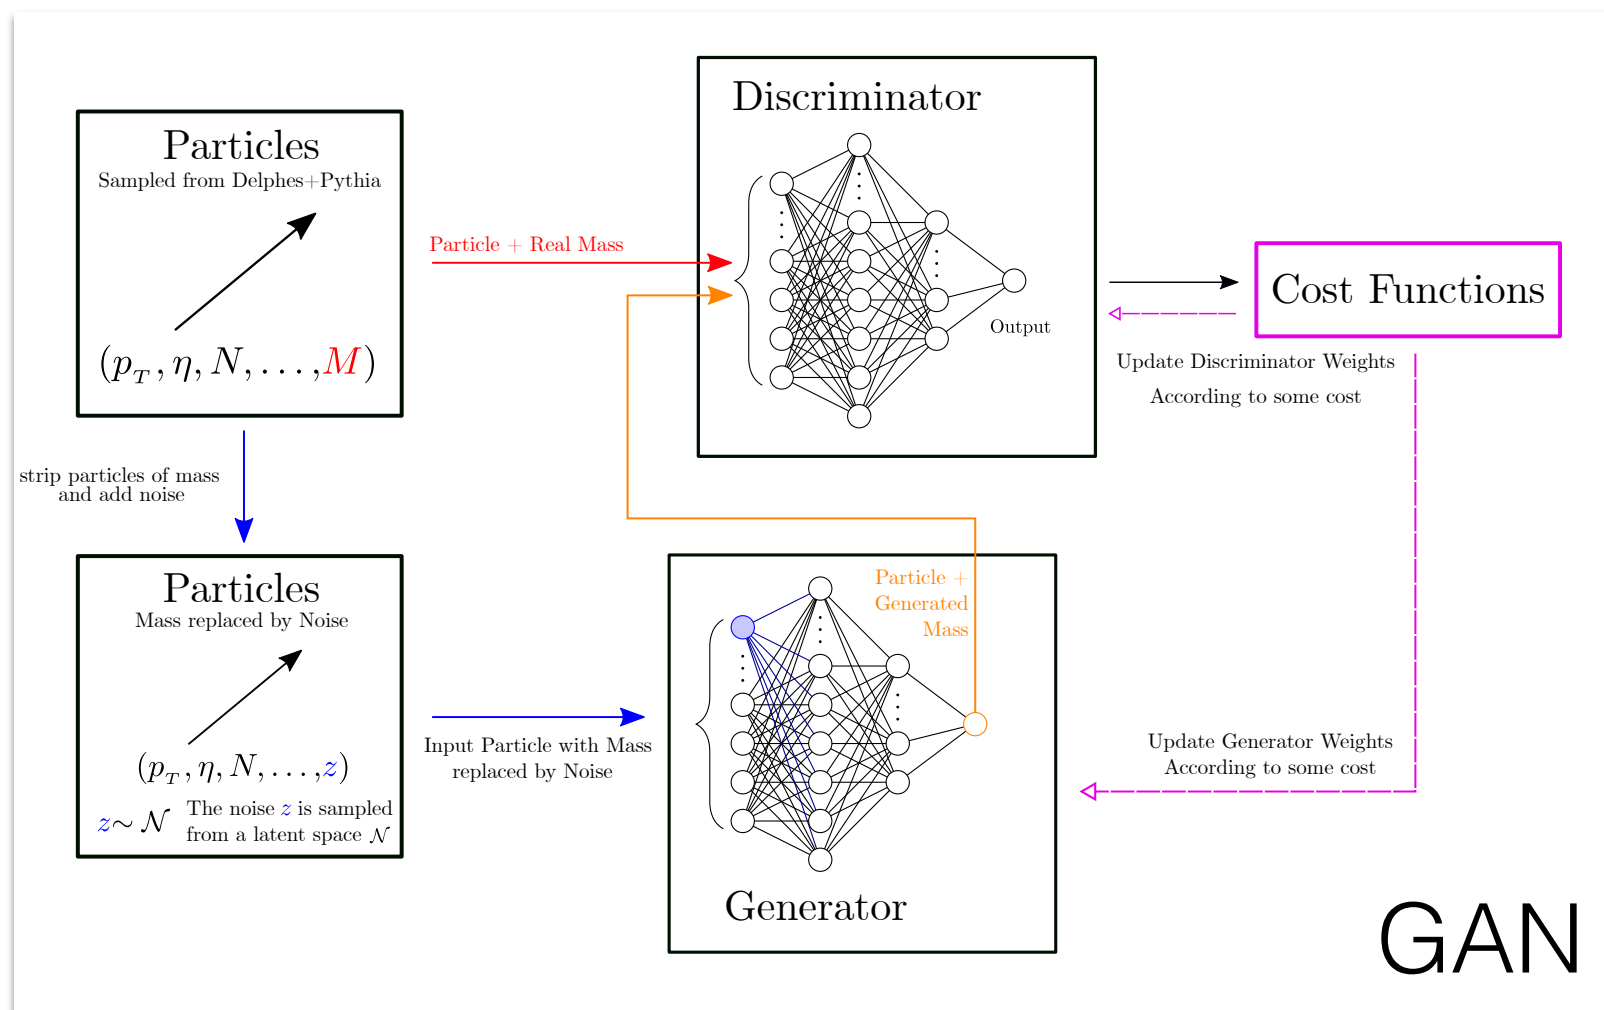 Particles
Sampled from Delphes+Pythia
(p_T, η, N, ..., M)
strip particles of mass
and add noise
Particles
Mass replaced by Noise
(p_T, η, N, ..., z)
z ~ 𝒩
The noise z is sampled
from a latent space 𝒩
Particle + Real Mass
Input Particle with Mass
replaced by Noise
Discriminator
Output
Particle +
Generated
Mass
Generator
Cost Functions
Update Discriminator Weights
According to some cost
Update Generator Weights
According to some cost
GAN